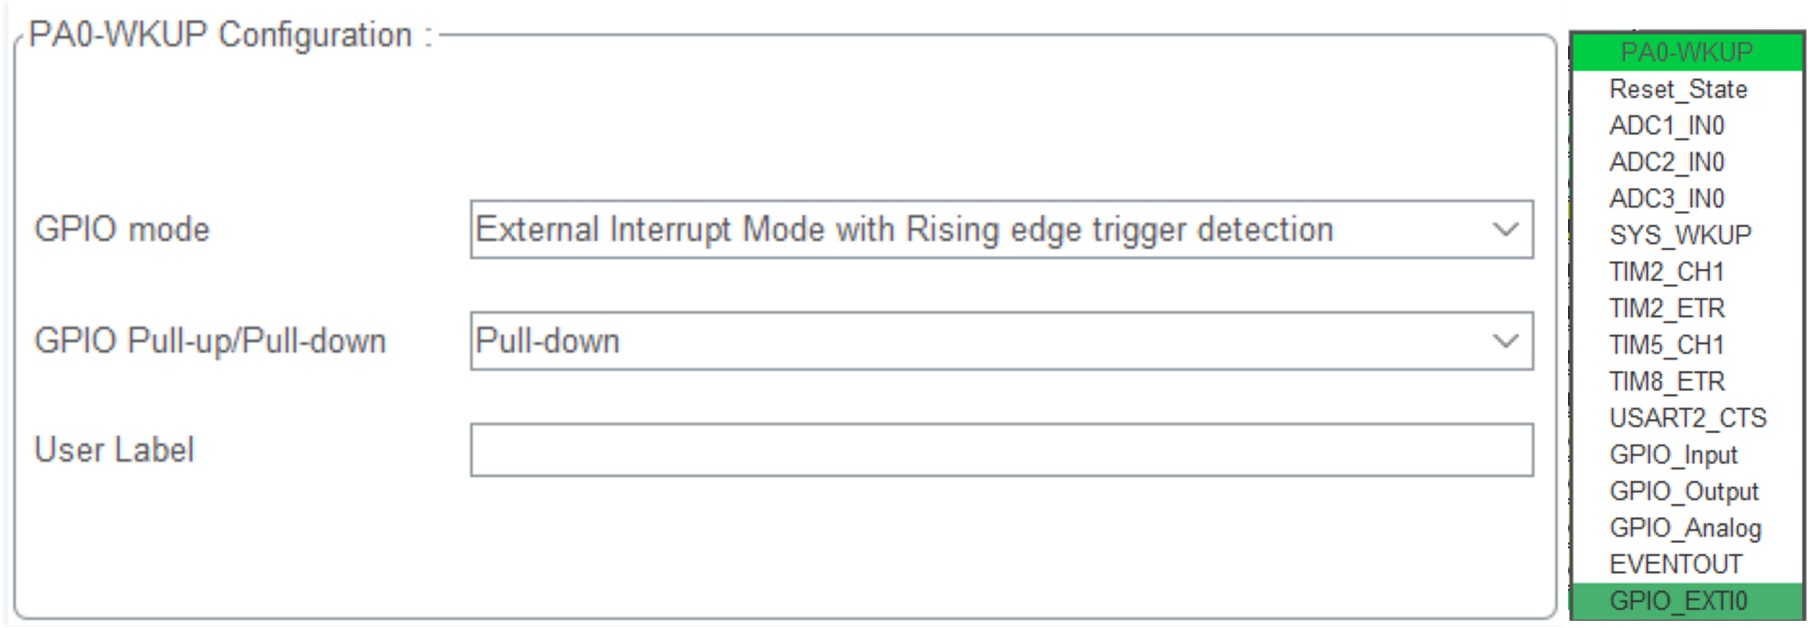 PA0-WKUP Configuration :
GPIO mode
External Interrupt Mode with Rising edge trigger detection
GPIO Pull-up/Pull-down
Pull-down
User Label
PA0-WKUP
Reset_State
ADC1_IN0
ADC2_IN0
ADC3_IN0
SYS_WKUP
TIM2_CH1
TIM2_ETR
TIM5_CH1
TIM8_ETR
USART2_CTS
GPIO_Input
GPIO_Output
GPIO_Analog
EVENTOUT
GPIO_EXTI0